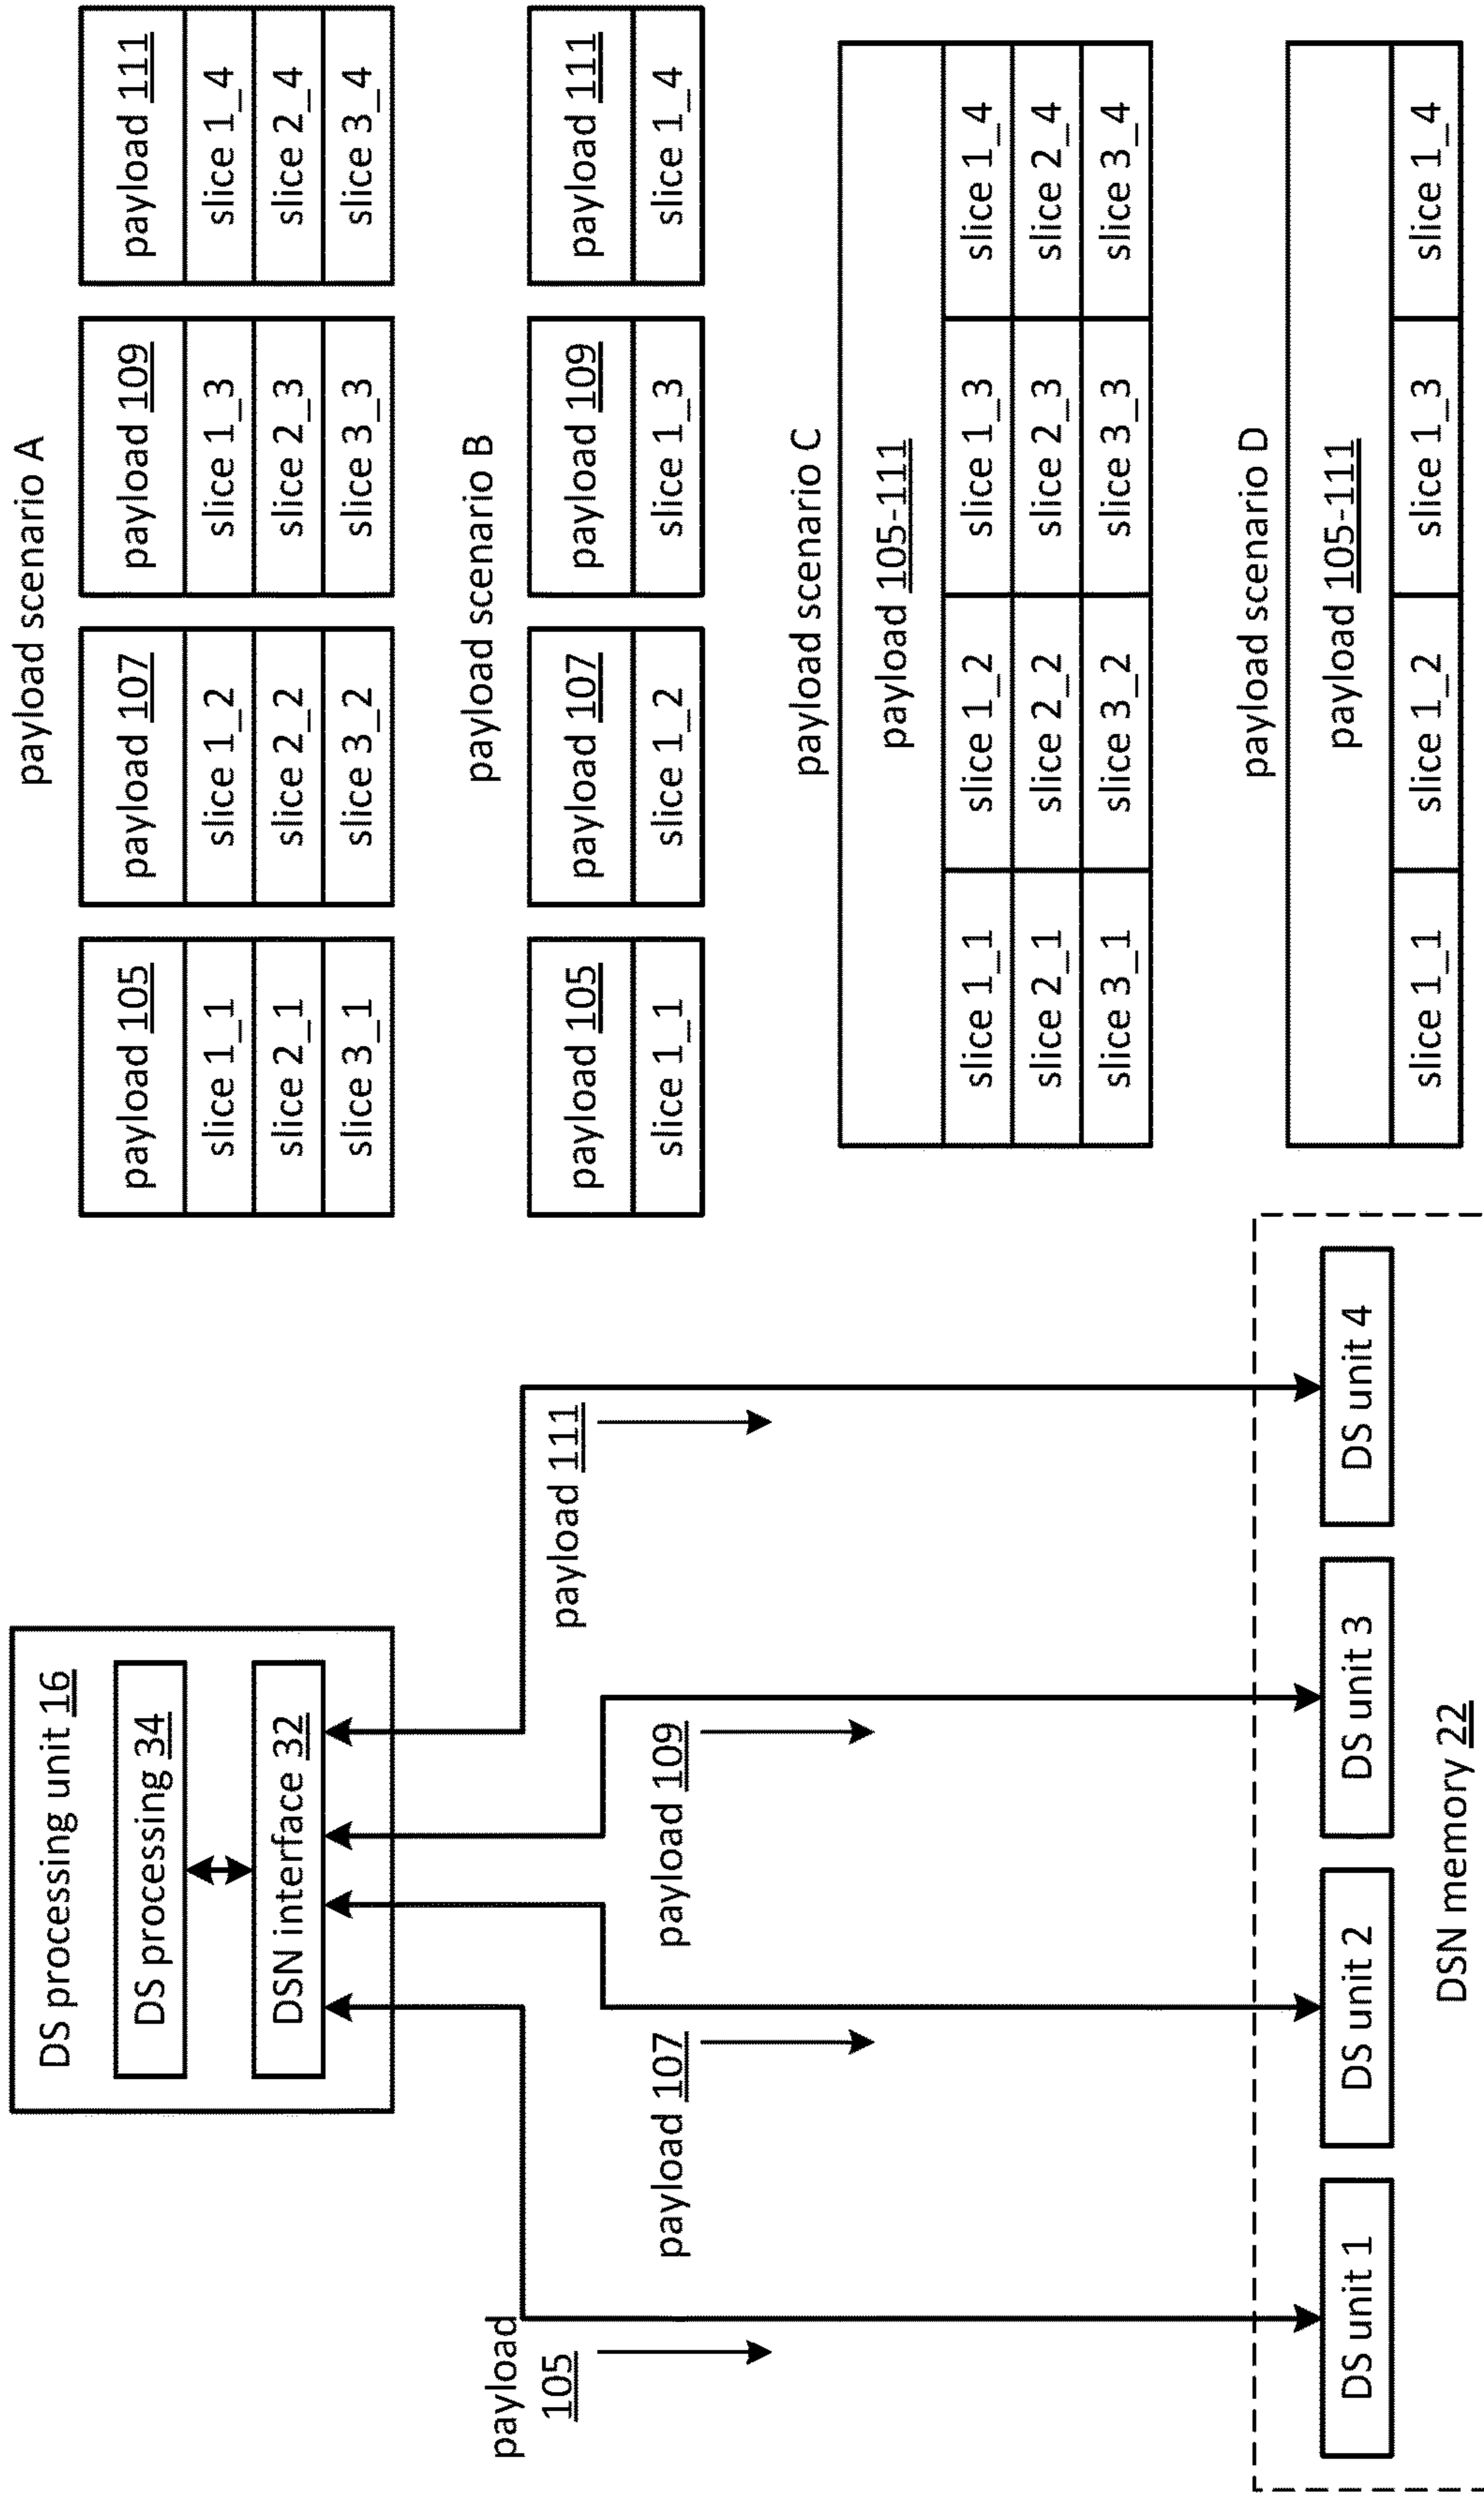 DS processing unit 16
DS processing 34
DSN interface 32
payload
105
payload 107
payload 109
payload 111
DS unit 1
DS unit 2
DS unit 3
DS unit 4
DSN memory 22
payload scenario A
payload 105
slice 1_1
slice 2_1
slice 3_1
payload 107
slice 1_2
slice 2_2
slice 3_2
payload 109
slice 1_3
slice 2_3
slice 3_3
payload 111
slice 1_4
slice 2_4
slice 3_4
payload scenario B
payload 105
slice 1_1
payload 107
slice 1_2
payload 109
slice 1_3
payload 111
slice 1_4
payload scenario C
payload 105-111
slice 1_1 slice 1_2 slice 1_3 slice 1_4
slice 2_1 slice 2_2 slice 2_3 slice 2_4
slice 3_1 slice 3_2 slice 3_3 slice 3_4
payload scenario D
payload 105-111
slice 1_1 slice 1_2 slice 1_3 slice 1_4